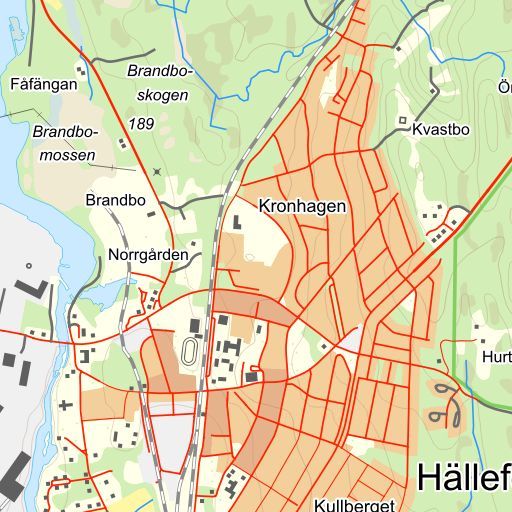 Fåfängan
Brandbo-
skogen
189
Brandbo-
mossen
Kvastbo
Brandbo
Kronhagen
Norrgården
Hurt
Hällef
Kullberget